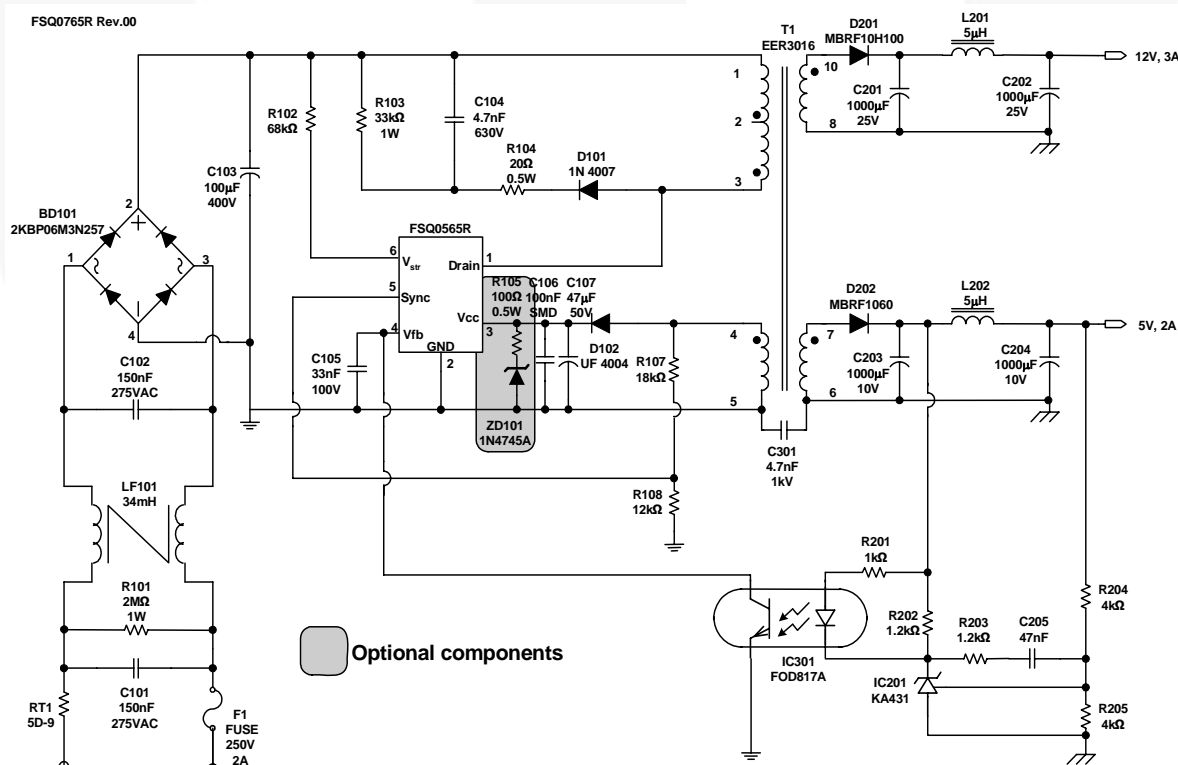 FSQ0765R Rev.00
T1
EER3016
D201
MBRF10H100
L201
5µH
12V, 3A
1
2
3
10
8
C201
1000µF
25V
C202
1000µF
25V
R102
68kΩ
R103
33kΩ
1W
C104
4.7nF
630V
R104
20Ω
0.5W
D101
1N 4007
C103
100µF
400V
BD101
2KBP06M3N257
2
1
3
4
FSQ0565R
6
Vstr
Drain
1
5
Sync
Vcc
3
4
Vfb
GND
2
R105
100Ω
0.5W
C106
100nF
SMD
C107
47µF
50V
D102
UF 4004
ZD101
1N4745A
C105
33nF
100V
R107
18kΩ
R108
12kΩ
4
5
7
6
D202
MBRF1060
L202
5µH
5V, 2A
C203
1000µF
10V
C204
1000µF
10V
C301
4.7nF
1kV
C102
150nF
275VAC
LF101
34mH
R101
2MΩ
1W
C101
150nF
275VAC
RT1
5D-9
F1
FUSE
250V
2A
Optional components
R201
1kΩ
R202
1.2kΩ
R203
1.2kΩ
C205
47nF
R204
4kΩ
IC301
FOD817A
IC201
KA431
R205
4kΩ